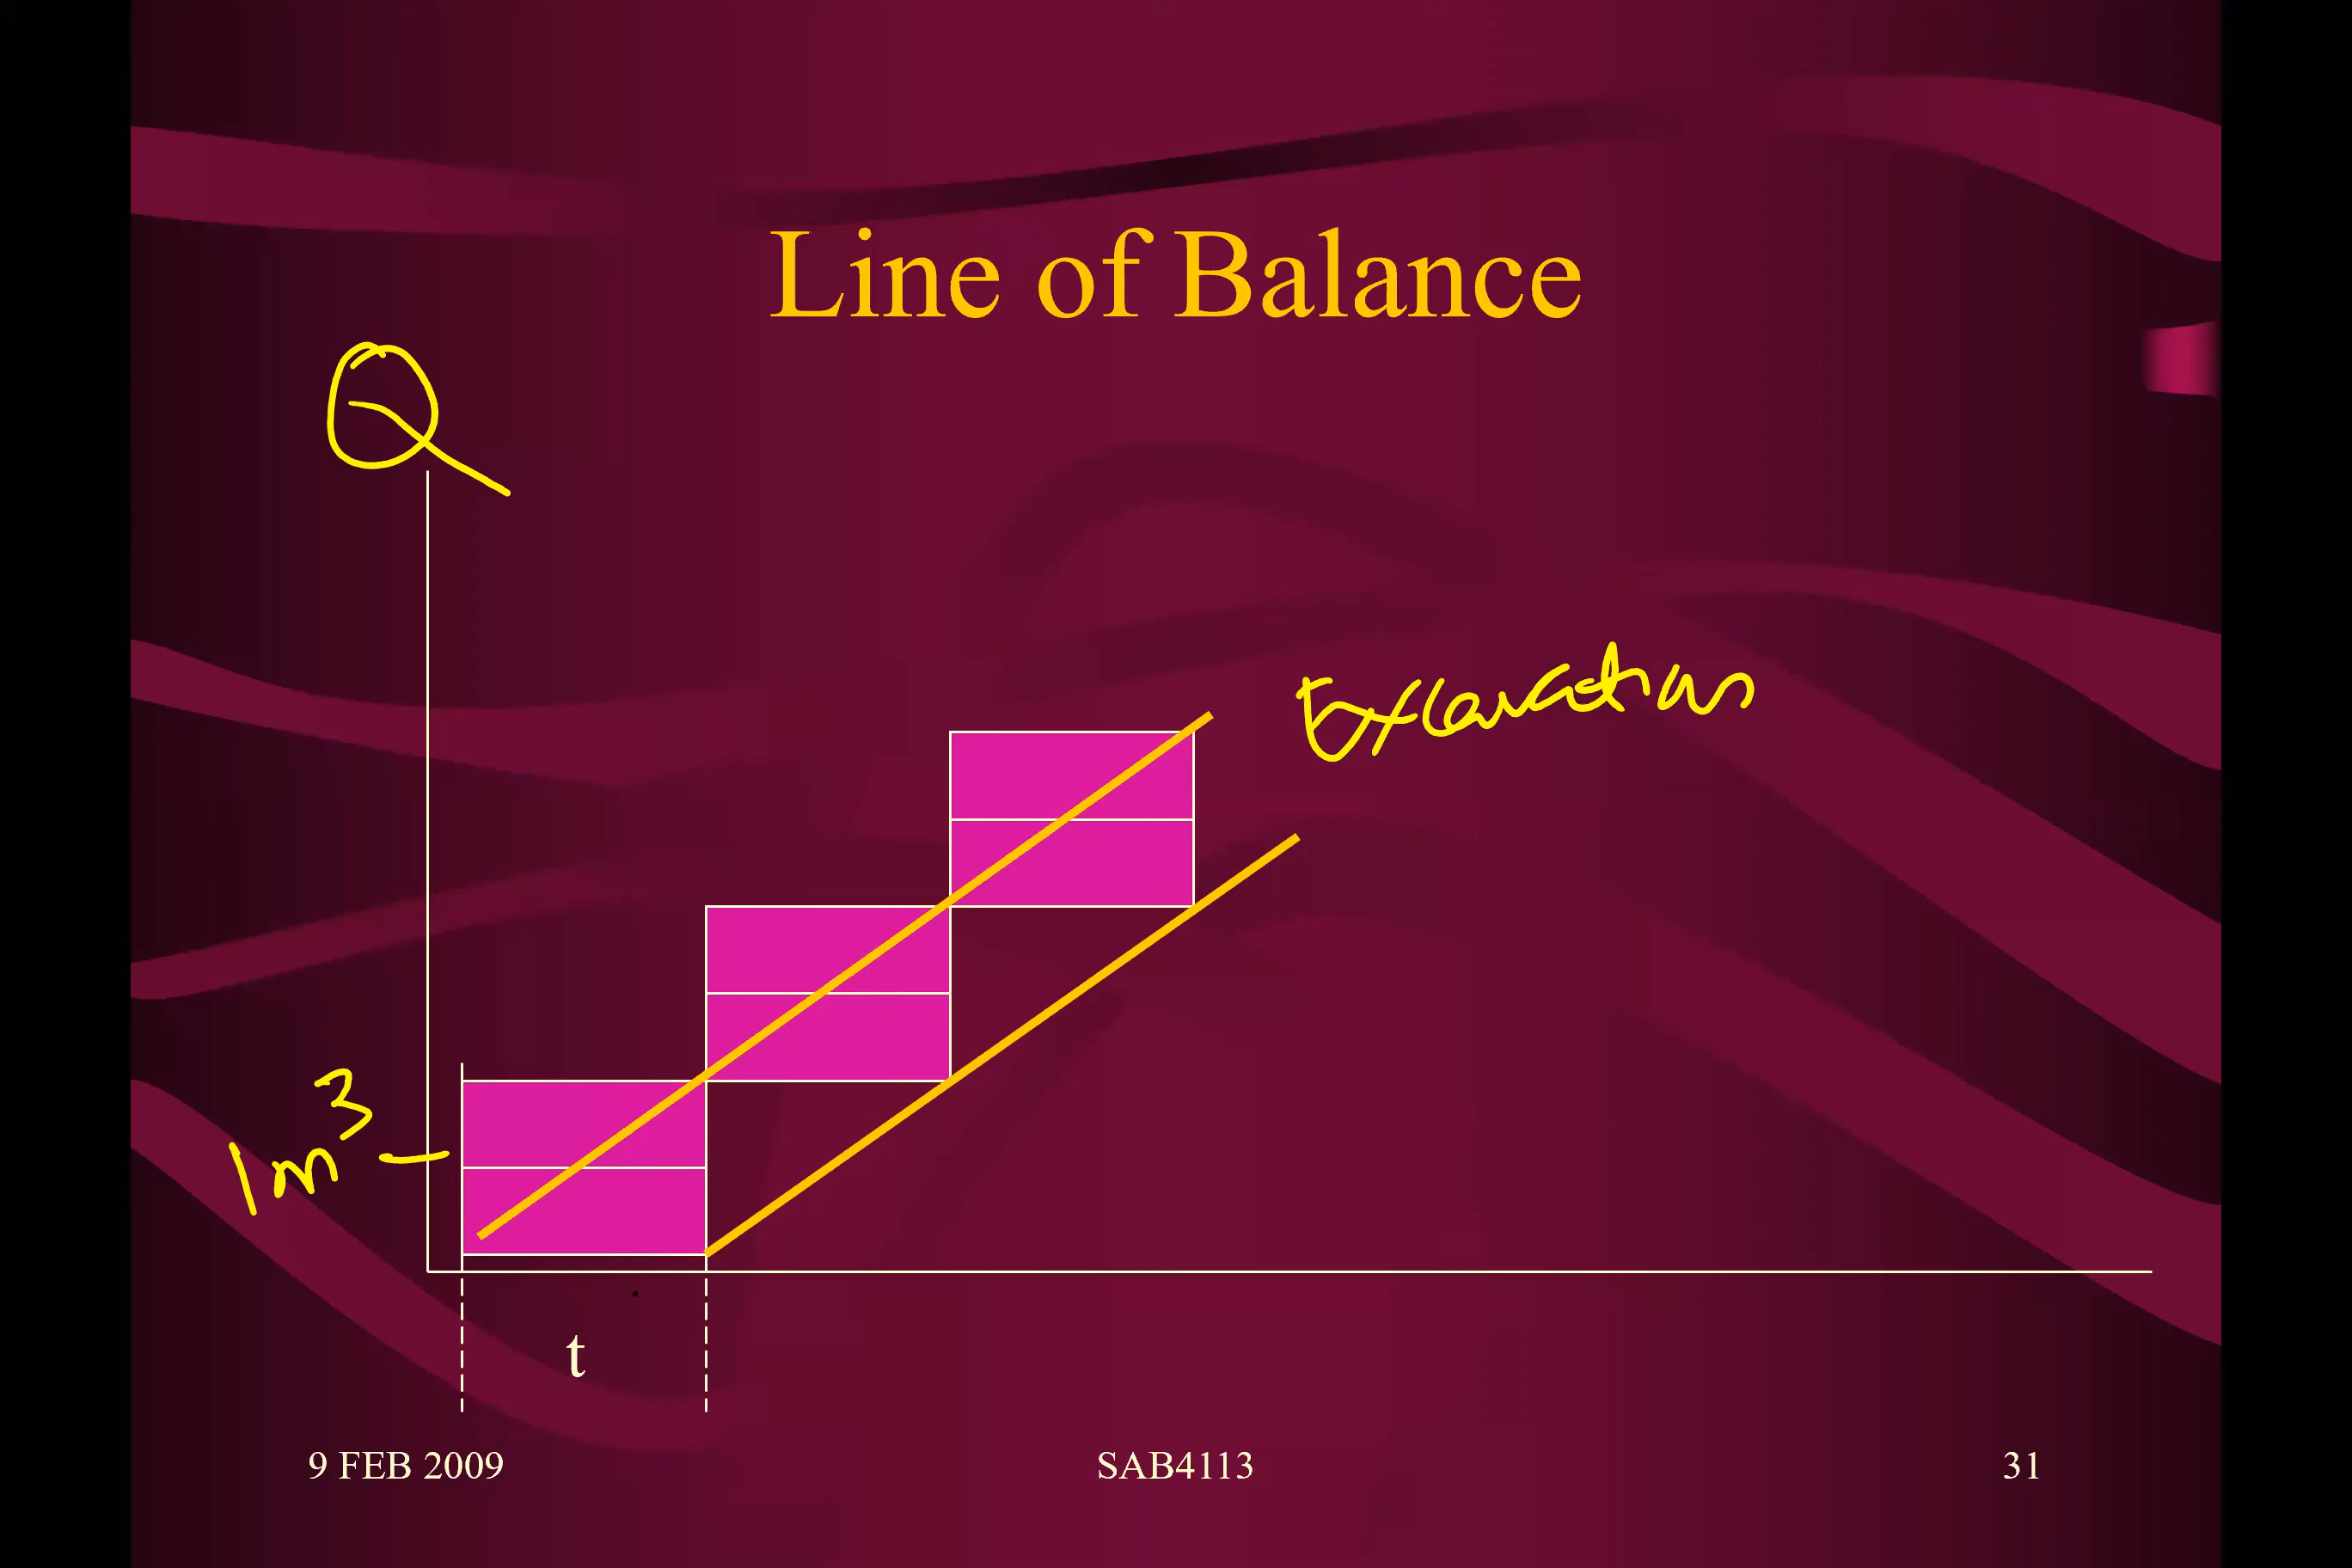 Line of Balance
Q
Excavation
1m³
t
9 FEB 2009
SAB4113
31